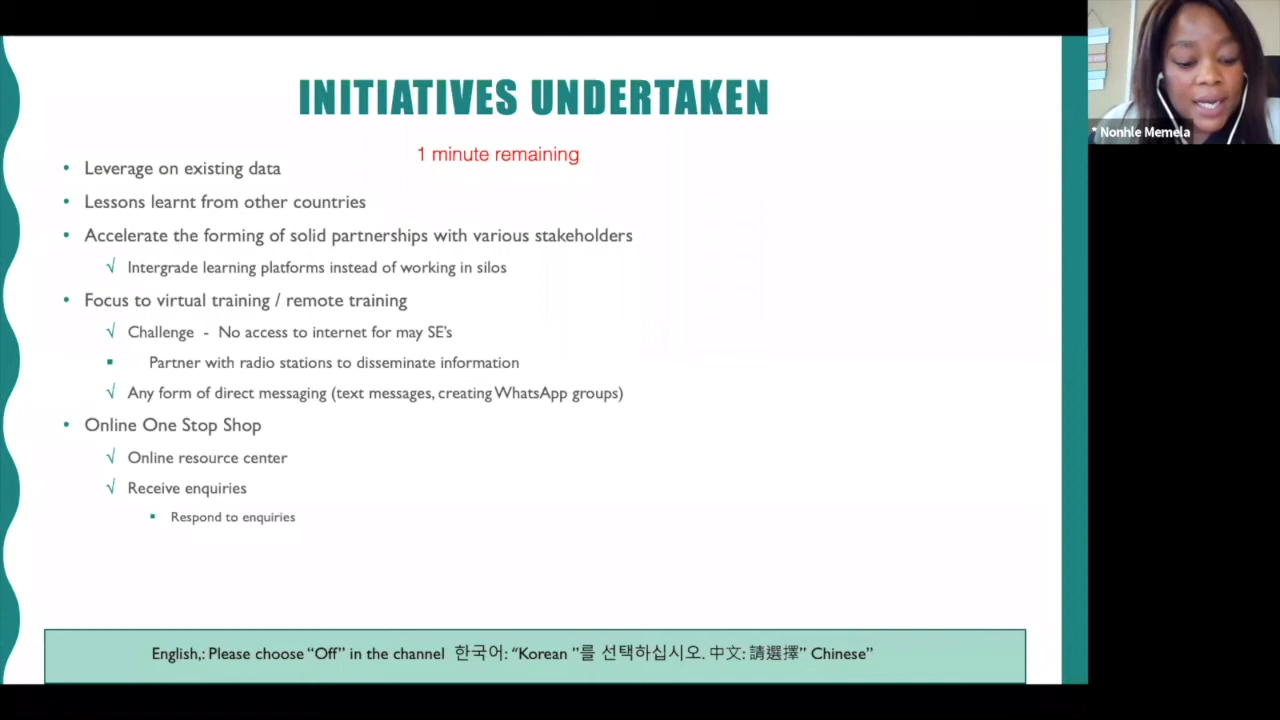 INITIATIVES UNDERTAKEN
1 minute remaining
• Leverage on existing data
• Lessons learnt from other countries
• Accelerate the forming of solid partnerships with various stakeholders
√ Intergrade learning platforms instead of working in silos
• Focus to virtual training / remote training
√ Challenge - No access to internet for may SE's
▪ Partner with radio stations to disseminate information
√ Any form of direct messaging (text messages, creating WhatsApp groups)
• Online One Stop Shop
√ Online resource center
√ Receive enquiries
▪ Respond to enquiries
English,: Please choose “Off” in the channel 한국어: “Korean ”를 선택하십시오. 中文: 請選擇” Chinese”
* Nonhle Memela